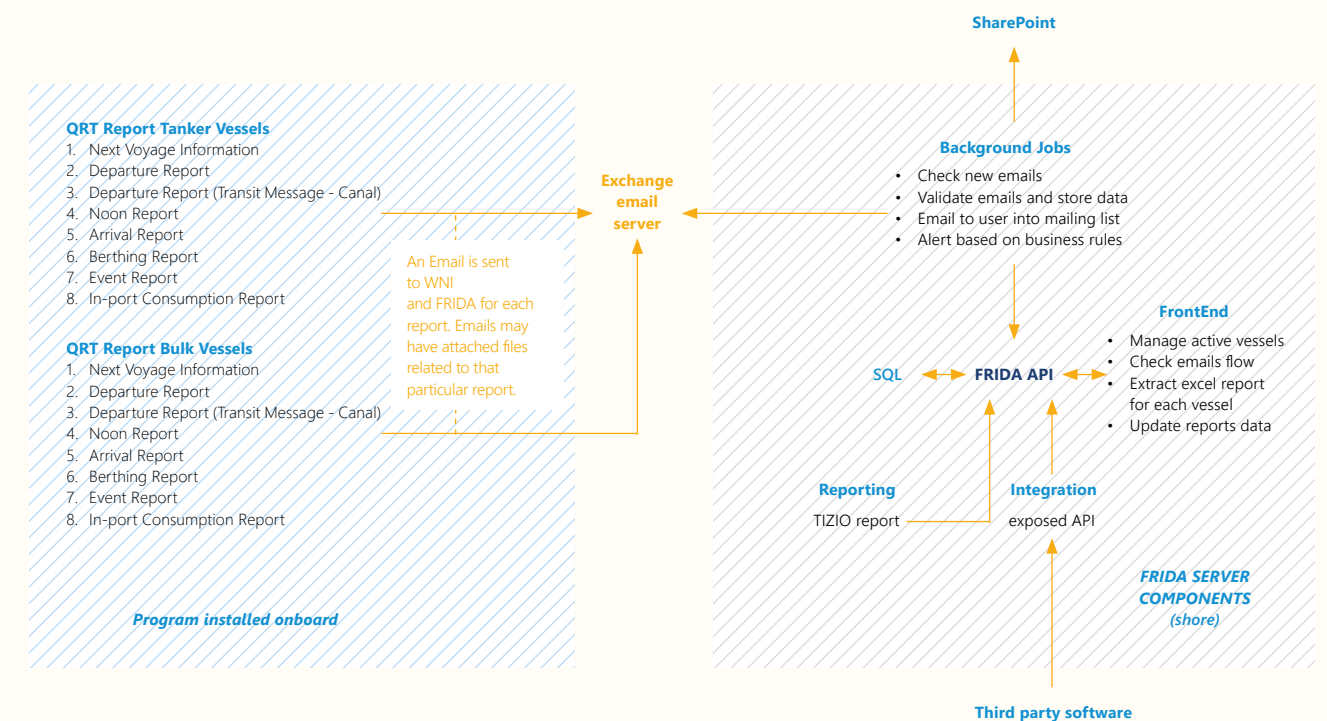 SharePoint
QRT Report Tanker Vessels
1. Next Voyage Information
2. Departure Report
3. Departure Report (Transit Message - Canal)
4. Noon Report
5. Arrival Report
6. Berthing Report
7. Event Report
8. In-port Consumption Report
QRT Report Bulk Vessels
1. Next Voyage Information
2. Departure Report
3. Departure Report (Transit Message - Canal)
4. Noon Report
5. Arrival Report
6. Berthing Report
7. Event Report
8. In-port Consumption Report
Program installed onboard
An Email is sent
to WNI
and FRIDA for each
report. Emails may
have attached files
related to that
particular report.
Exchange
email
server
Background Jobs
• Check new emails
• Validate emails and store data
• Email to user into mailing list
• Alert based on business rules
SQL
FRIDA API
FrontEnd
• Manage active vessels
• Check emails flow
• Extract excel report
for each vessel
• Update reports data
Reporting
TIZIO report
Integration
exposed API
FRIDA SERVER
COMPONENTS
(shore)
Third party software